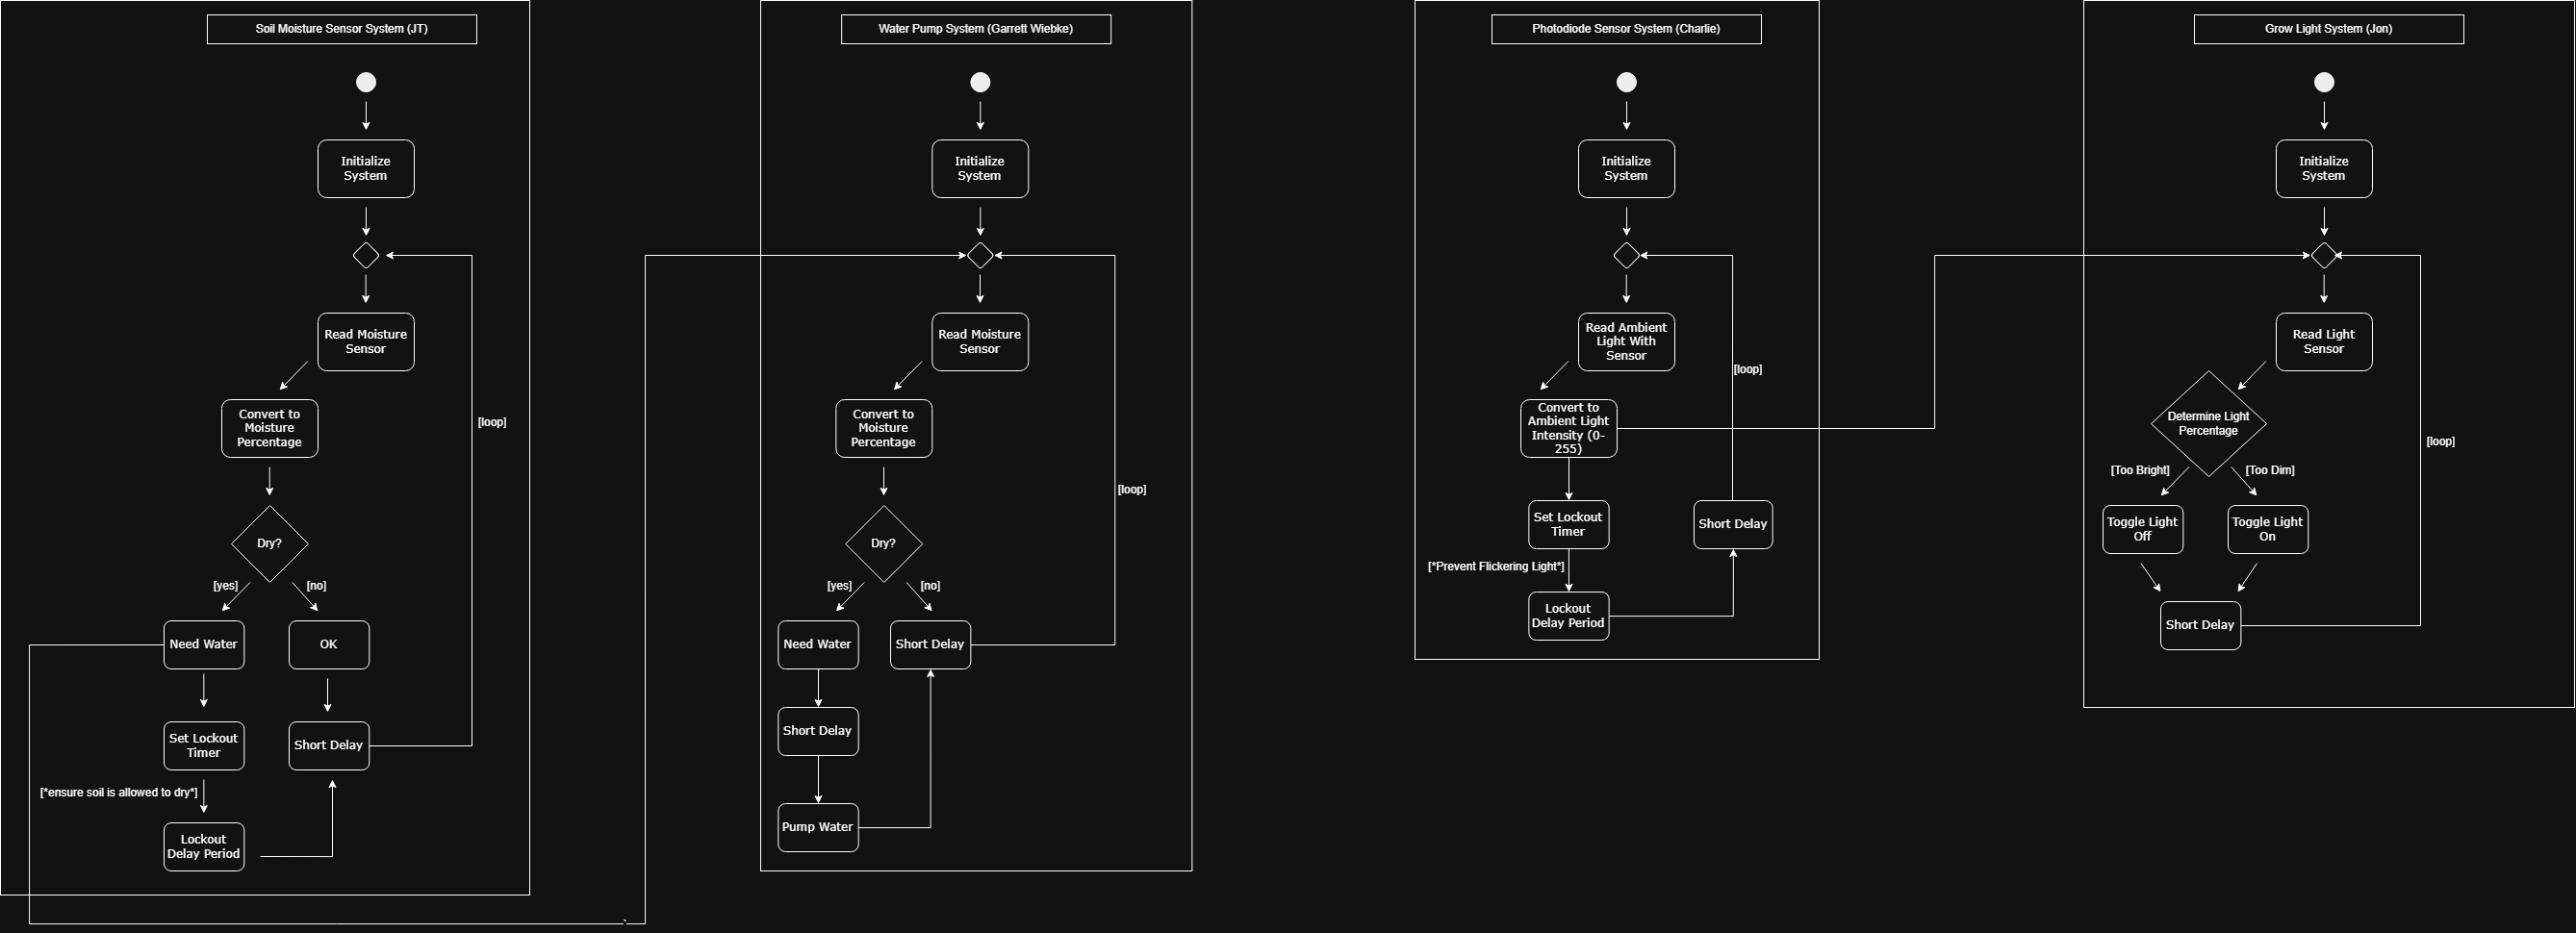 Soil Moisture Sensor System (JT)
Initialize
System
Read Moisture
Sensor
Convert to
Moisture
Percentage
[loop]
Dry?
[yes]
[no]
Need Water
OK
Set Lockout
Timer
Short Delay
[*ensure soil is allowed to dry*]
Lockout
Delay Period
Water Pump System (Garrett Wiebke)
Initialize
System
Read Moisture
Sensor
Convert to
Moisture
Percentage
[loop]
Dry?
[yes]
[no]
Need Water
Short Delay
Short Delay
Pump Water
Photodiode Sensor System (Charlie)
Initialize
System
Read Ambient
Light With
Sensor
[loop]
Convert to
Ambient Light
Intensity (0-
255)
Set Lockout
Timer
Short Delay
[*Prevent Flickering Light*]
Lockout
Delay Period
Grow Light System (Jon)
Initialize
System
Read Light
Sensor
Determine Light
Percentage
[loop]
[Too Bright]
[Too Dim]
Toggle Light
Off
Toggle Light
On
Short Delay